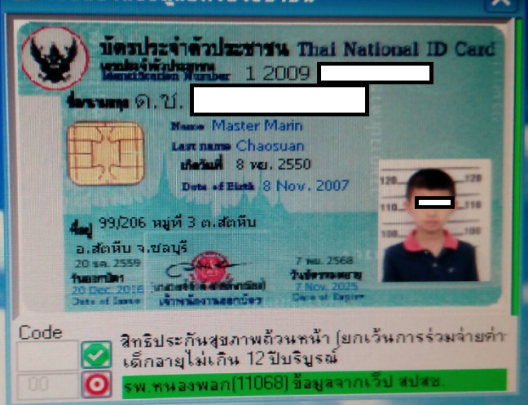 บัตรประจำตัวประชาชน Thai National ID Card
เลขประจำตัวประชาชน
Identification Number 1 2009
ชื่อตัวและชื่อสกุล ด.ช.
Name Master Marin
Last name Chaosuan
เกิดวันที่ 8 พย. 2550
Date of Birth 8 Nov. 2007
120 120
110 110
100 100
ที่อยู่ 99/206 หมู่ที่ 3 ต.สัตหีบ
อ.สัตหีบ จ.ชลบุรี
20 ธค. 2559
วันออกบัตร
20 Dec. 2016
Date of Issue
เจ้าพนักงานออกบัตร
7 พย. 2568
วันบัตรหมดอายุ
7 Nov. 2025
Date of Expiry
Code
สิทธิประกันสุขภาพถ้วนหน้า (ยกเว้นการร่วมจ่ายค่า
เด็กอายุไม่เกิน 12 ปีบริบูรณ์
00 รพ.หนองพอก(11068) ข้อมูลจากเว็ป สปสช.